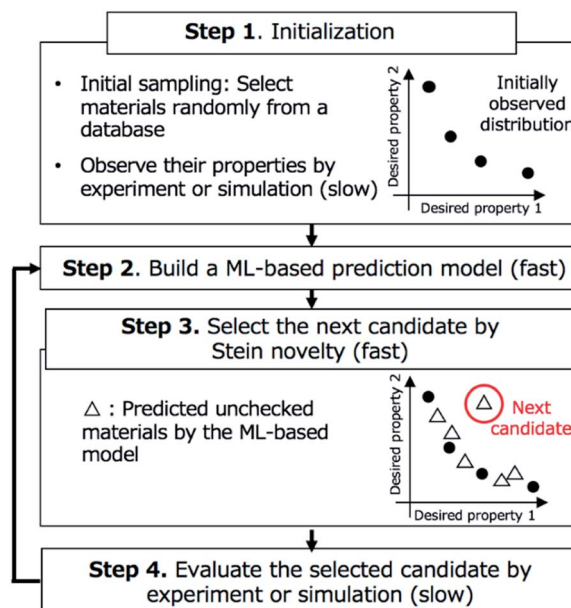 Step 1. Initialization
• Initial sampling: Select
materials randomly from a
database
• Observe their properties by
experiment or simulation (slow)
Desired property 2
Initially
observed
distribution
Desired property 1
Step 2. Build a ML-based prediction model (fast)
Step 3. Select the next candidate by
Stein novelty (fast)
△ : Predicted unchecked
materials by the ML-based
model
Desired property 2
Next
candidate
Desired property 1
Step 4. Evaluate the selected candidate by
experiment or simulation (slow)